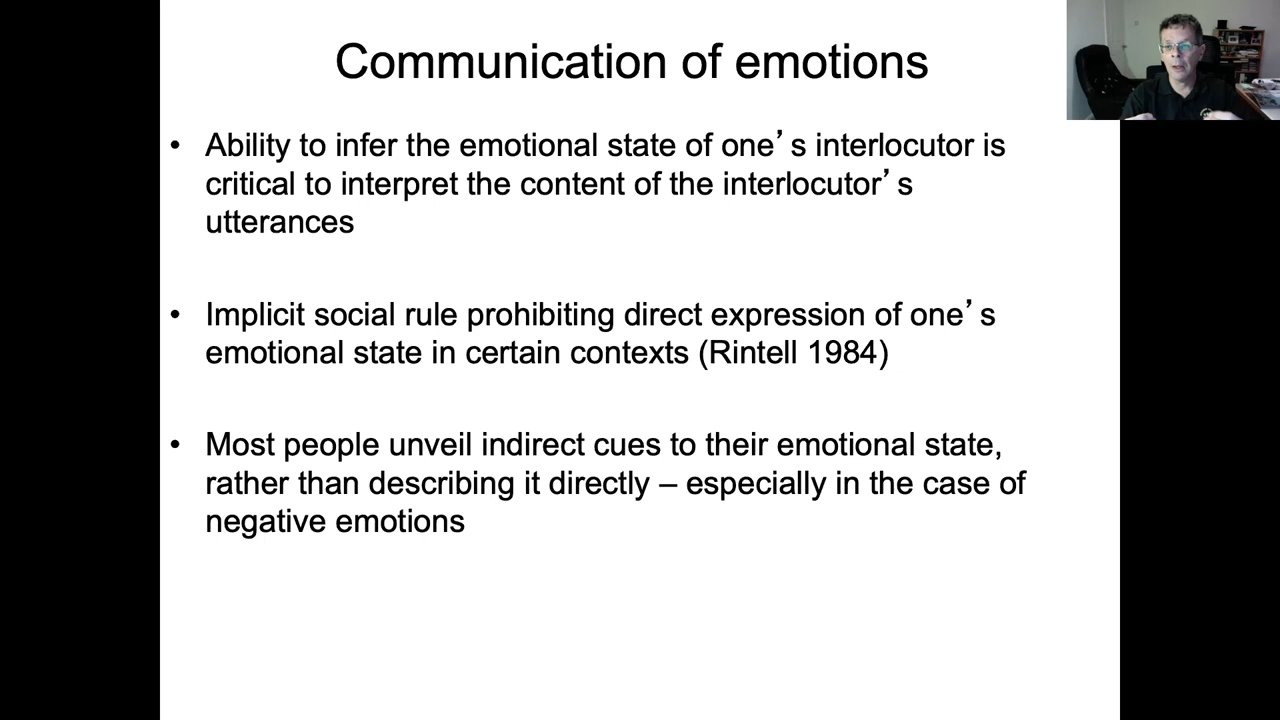 Communication of emotions
• Ability to infer the emotional state of one’s interlocutor is
critical to interpret the content of the interlocutor’s
utterances
• Implicit social rule prohibiting direct expression of one’s
emotional state in certain contexts (Rintell 1984)
• Most people unveil indirect cues to their emotional state,
rather than describing it directly – especially in the case of
negative emotions